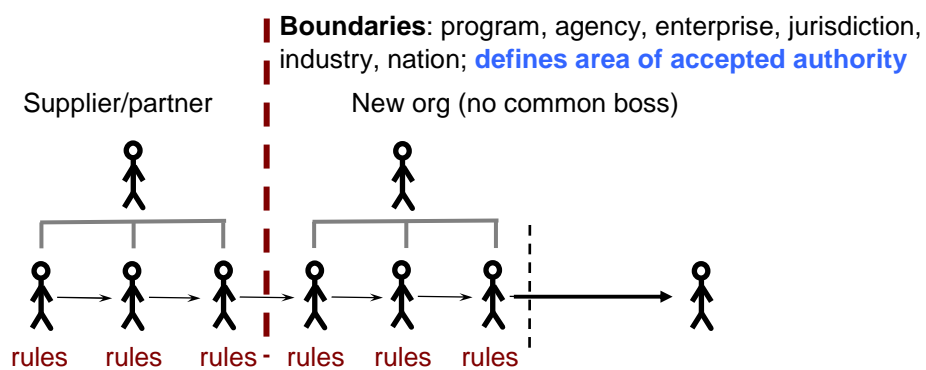 Boundaries: program, agency, enterprise, jurisdiction,
industry, nation; defines area of accepted authority
Supplier/partner New org (no common boss)
rules rules rules rules rules rules